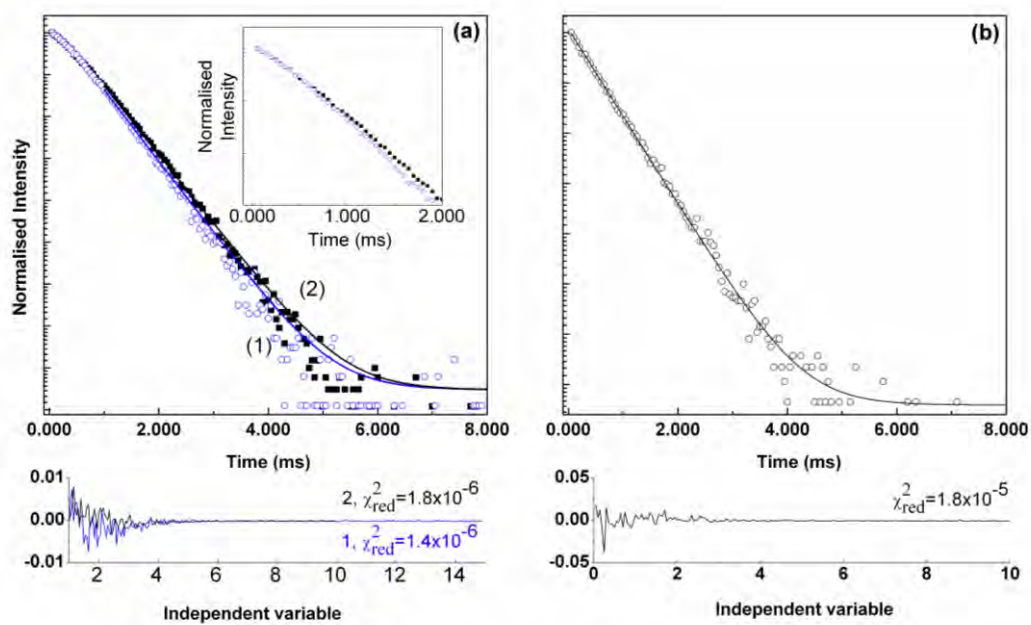 (a)
Normalised Intensity
Normalised
Intensity
0.000 1.000 2.000
Time (ms)
(2)
(1)
0.000 2.000 4.000 6.000 8.000
Time (ms)
0.01
0.00
-0.01
2, χ²red=1.8x10⁻⁶
1, χ²red=1.4x10⁻⁶
2 4 6 8 10 12 14
Independent variable
(b)
0.000 2.000 4.000 6.000 8.000
Time (ms)
0.05
0.00
-0.05
χ²red=1.8x10⁻⁵
0 2 4 6 8 10
Independent variable